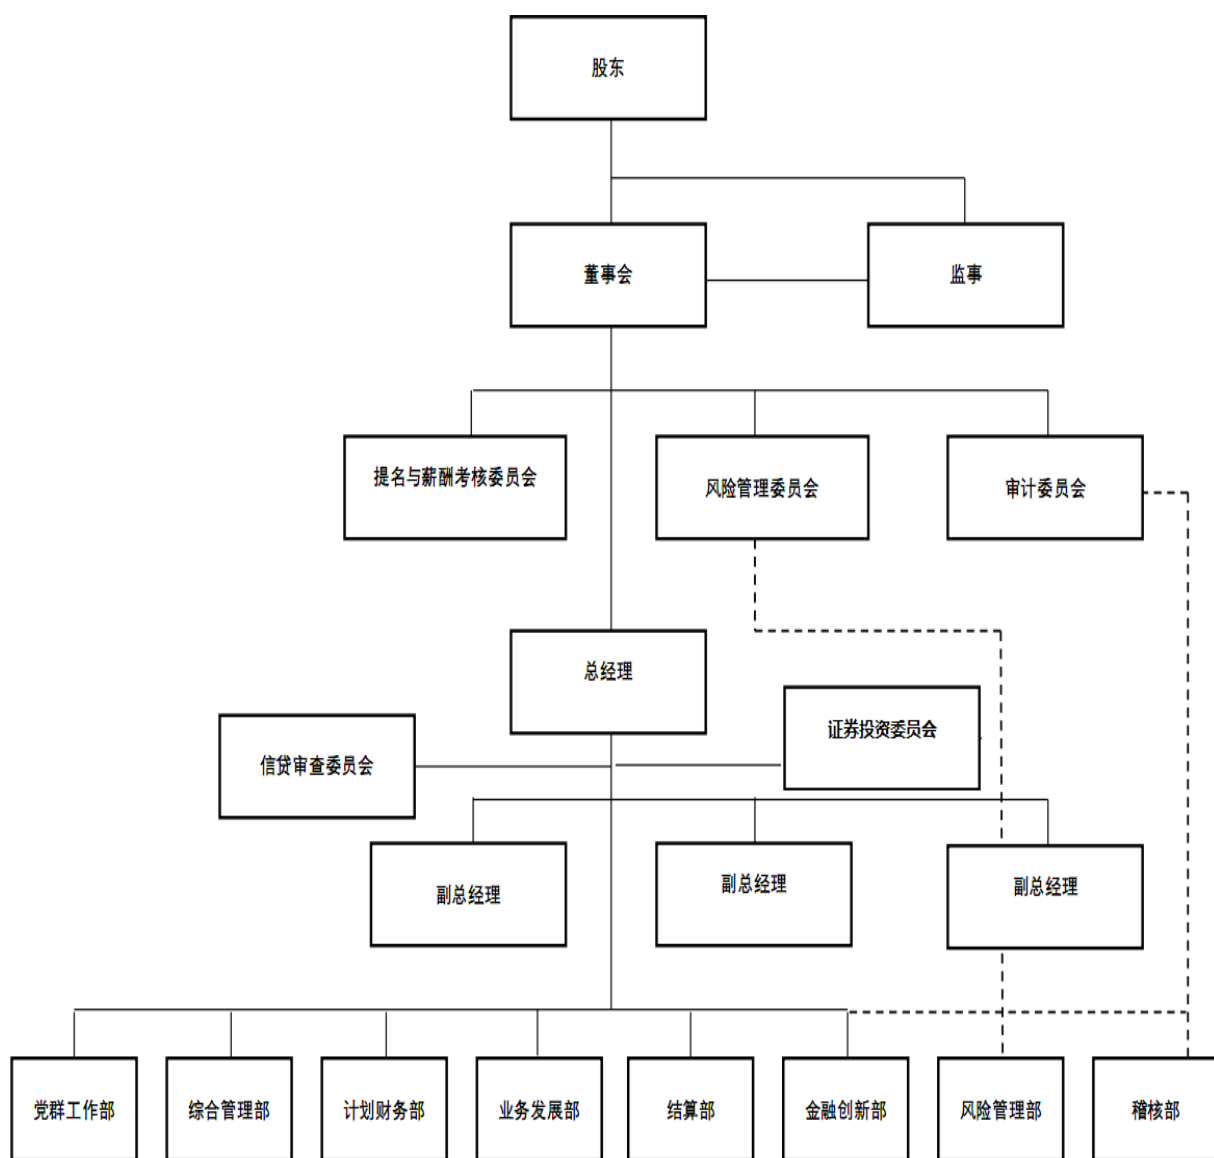 股东
董事会
监事
提名与薪酬考核委员会
风险管理委员会
审计委员会
总经理
证券投资委员会
信贷审查委员会
副总经理
副总经理
副总经理
党群工作部
综合管理部
计划财务部
业务发展部
结算部
金融创新部
风险管理部
稽核部